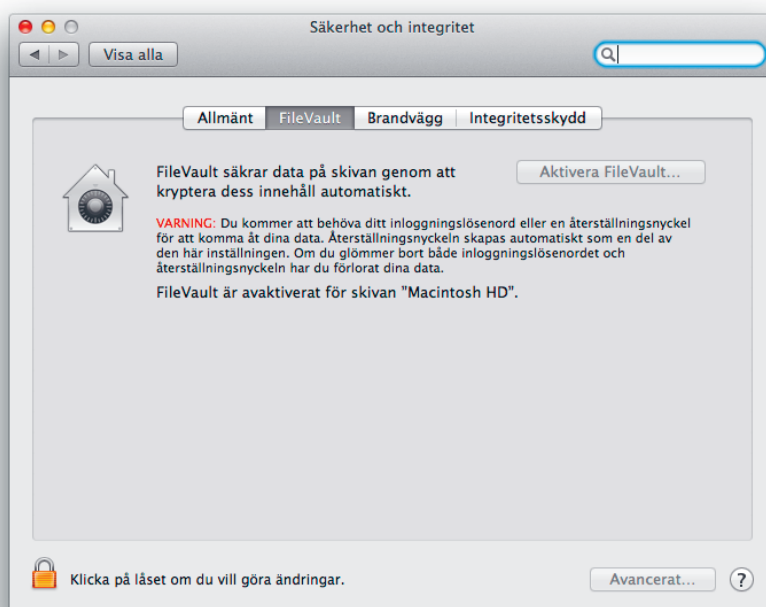 Säkerhet och integritet
Visa alla
Allmänt FileVault Brandvägg Integritetsskydd
FileVault säkrar data på skivan genom att Aktivera FileVault...
kryptera dess innehåll automatiskt.
VARNING: Du kommer att behöva ditt inloggningslösenord eller en återställningsnyckel
för att komma åt dina data. Återställningsnyckeln skapas automatiskt som en del av
den här inställningen. Om du glömmer bort både inloggningslösenordet och
återställningsnyckeln har du förlorat dina data.
FileVault är avaktiverat för skivan "Macintosh HD".
Klicka på låset om du vill göra ändringar. Avancerat... ?